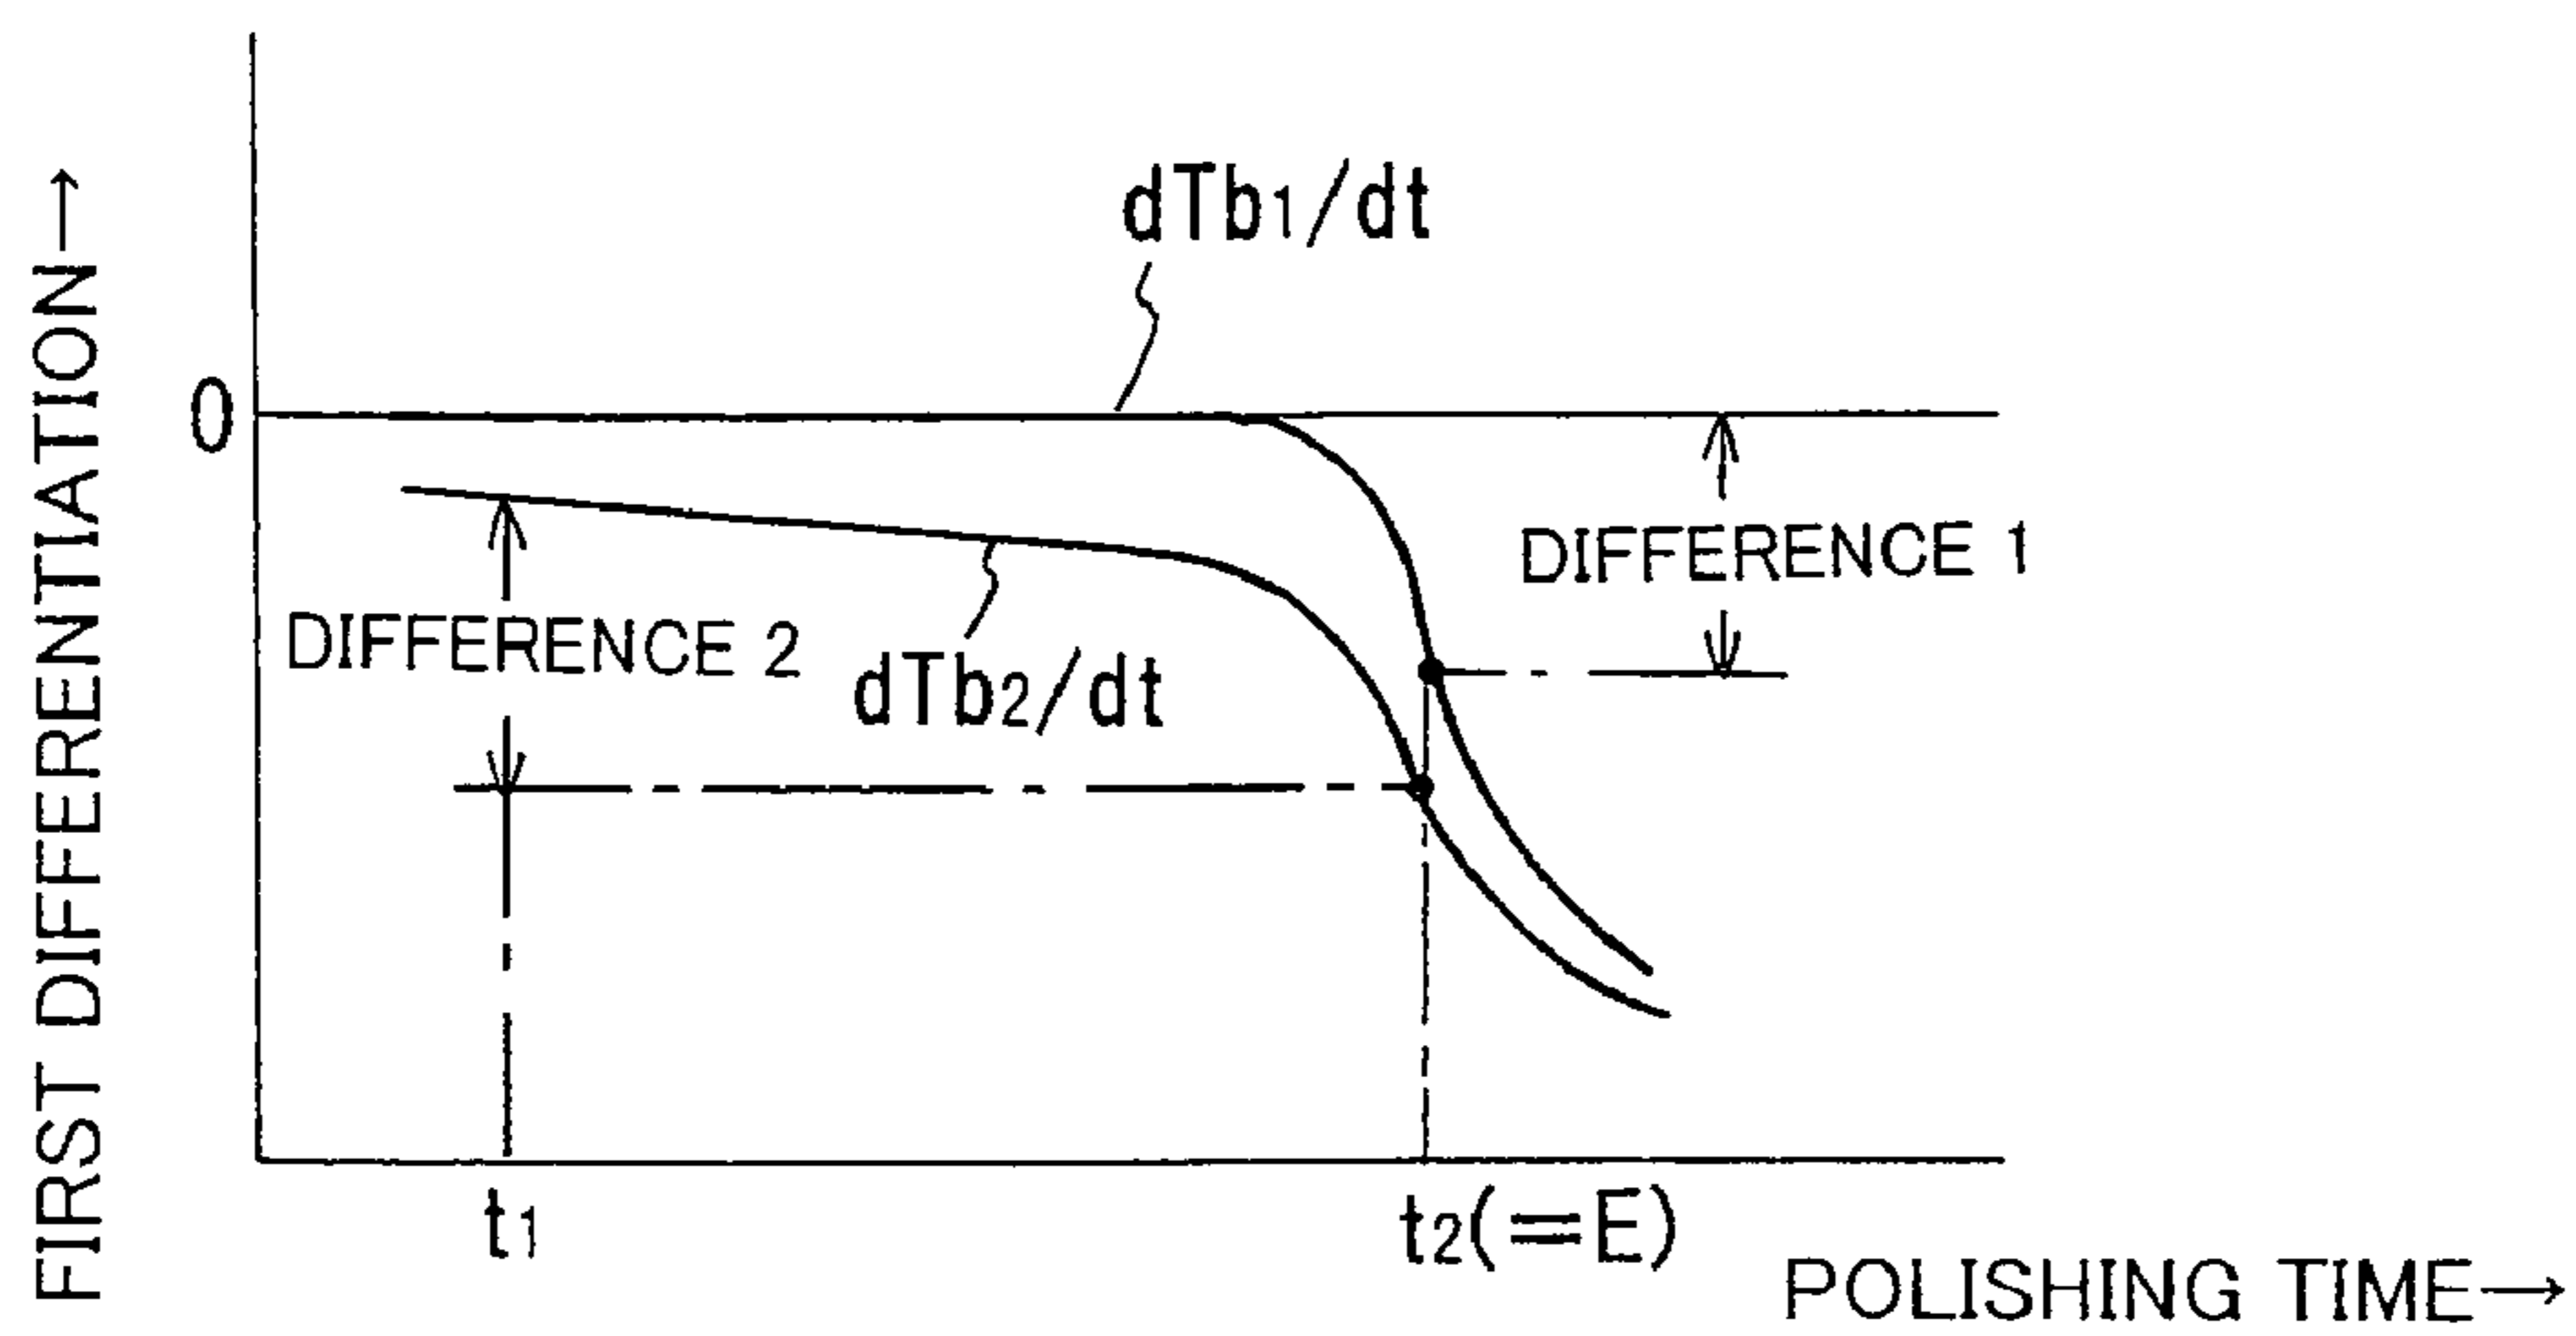 FIRST DIFFERENTIATION→
dTb1/dt
0
DIFFERENCE 1
DIFFERENCE 2
dTb2/dt
t1
t2(=E)
POLISHING TIME→